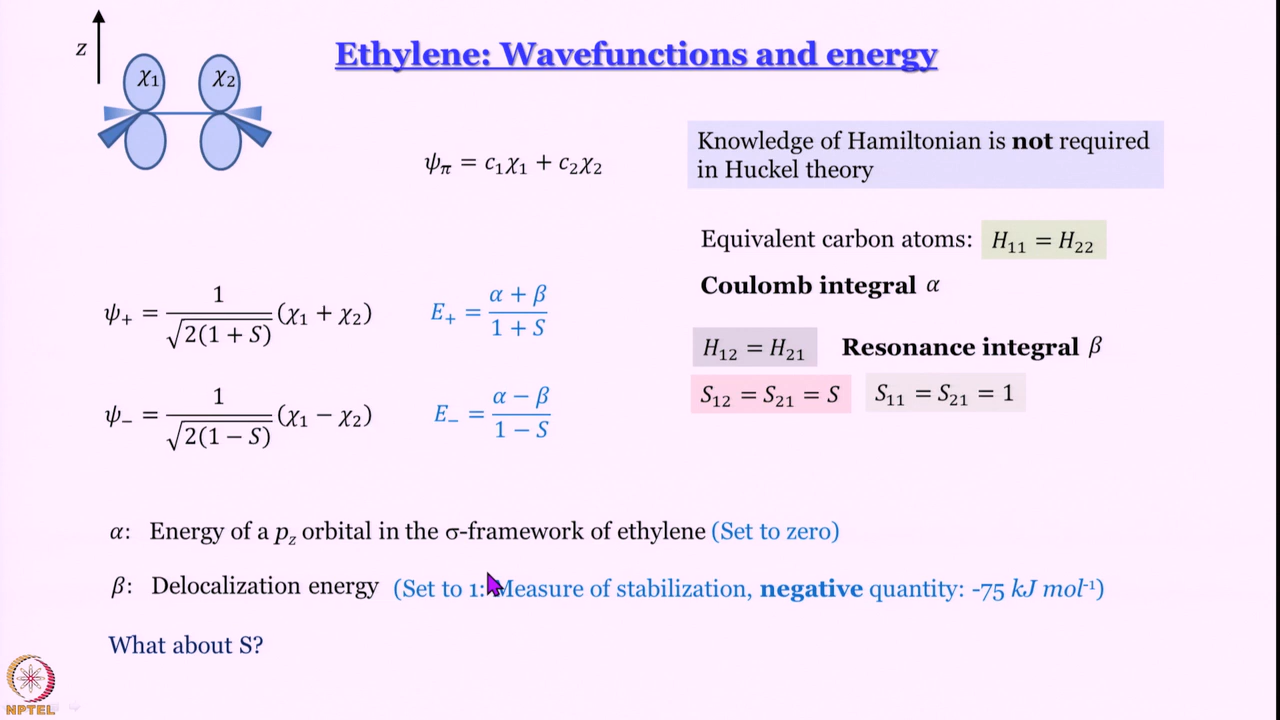 Ethylene: Wavefunctions and energy
z
χ₁ χ₂
ψ_π = c₁χ₁ + c₂χ₂
Knowledge of Hamiltonian is not required
in Huckel theory
Equivalent carbon atoms: H₁₁ = H₂₂
Coulomb integral α
ψ₊ = 1/√(2(1 + S)) (χ₁ + χ₂) E₊ = (α + β)/(1 + S)
H₁₂ = H₂₁ Resonance integral β
S₁₂ = S₂₁ = S S₁₁ = S₂₁ = 1
ψ₋ = 1/√(2(1 − S)) (χ₁ − χ₂) E₋ = (α − β)/(1 − S)
α: Energy of a p_z orbital in the σ-framework of ethylene (Set to zero)
β: Delocalization energy (Set to 1: Measure of stabilization, negative quantity: -75 kJ mol⁻¹)
What about S?
NPTEL